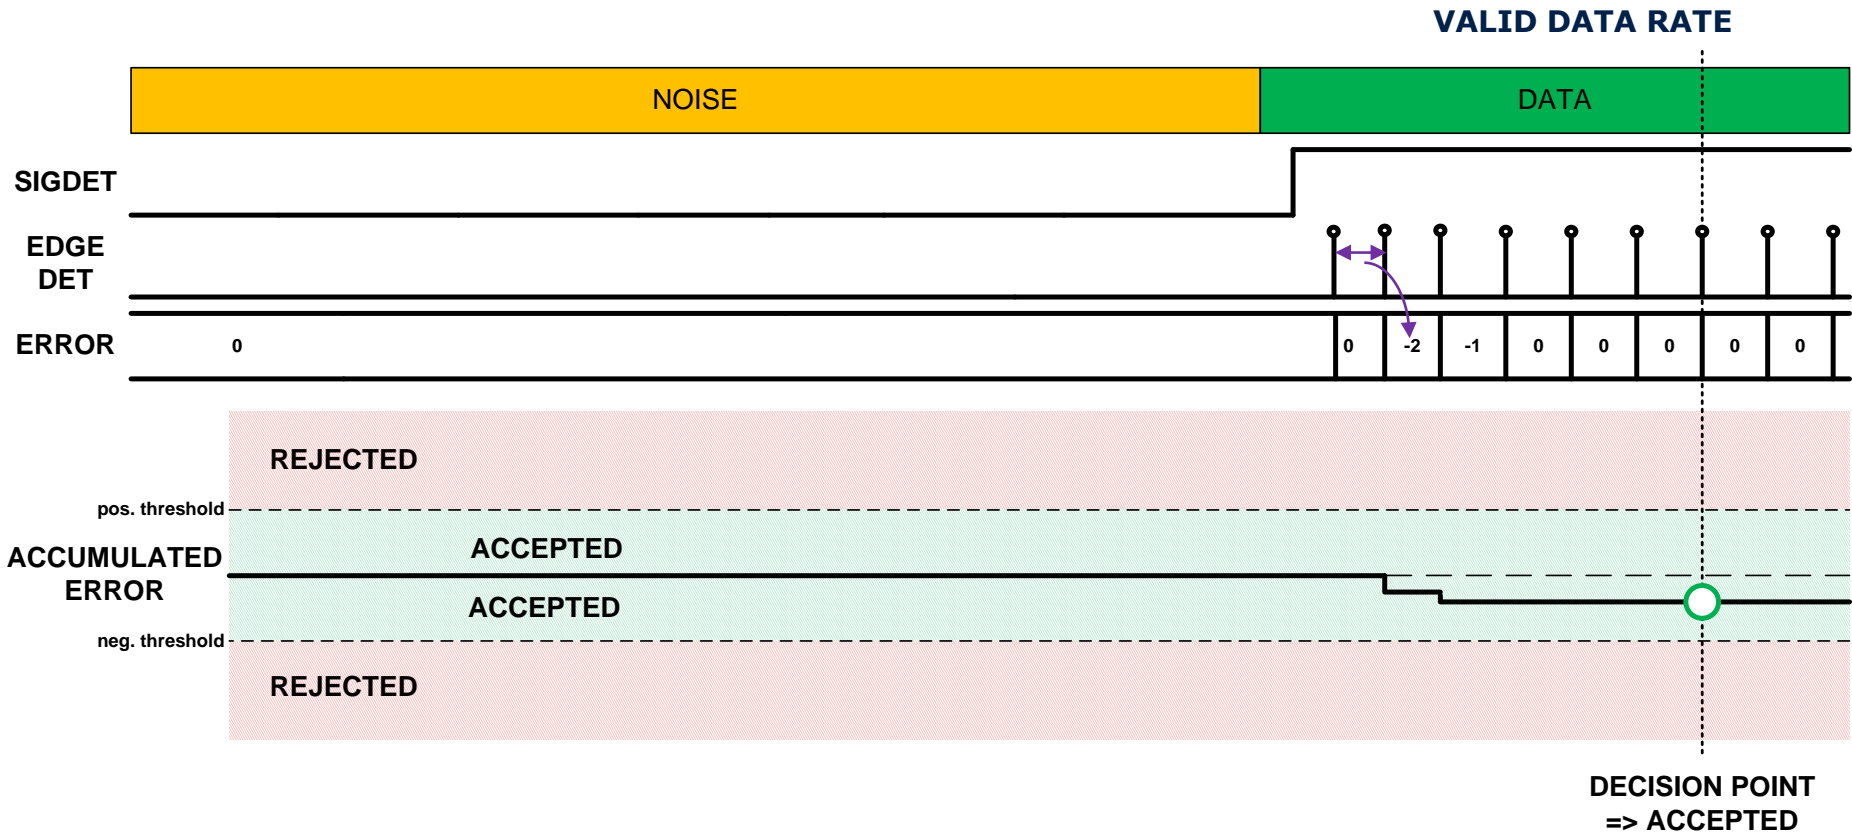 VALID DATA RATE
NOISE
DATA
SIGDET
EDGE
DET
ERROR
0
0
-2
-1
0
0
0
0
0
REJECTED
pos. threshold
ACCEPTED
ACCUMULATED
ERROR
ACCEPTED
neg. threshold
REJECTED
DECISION POINT
=> ACCEPTED